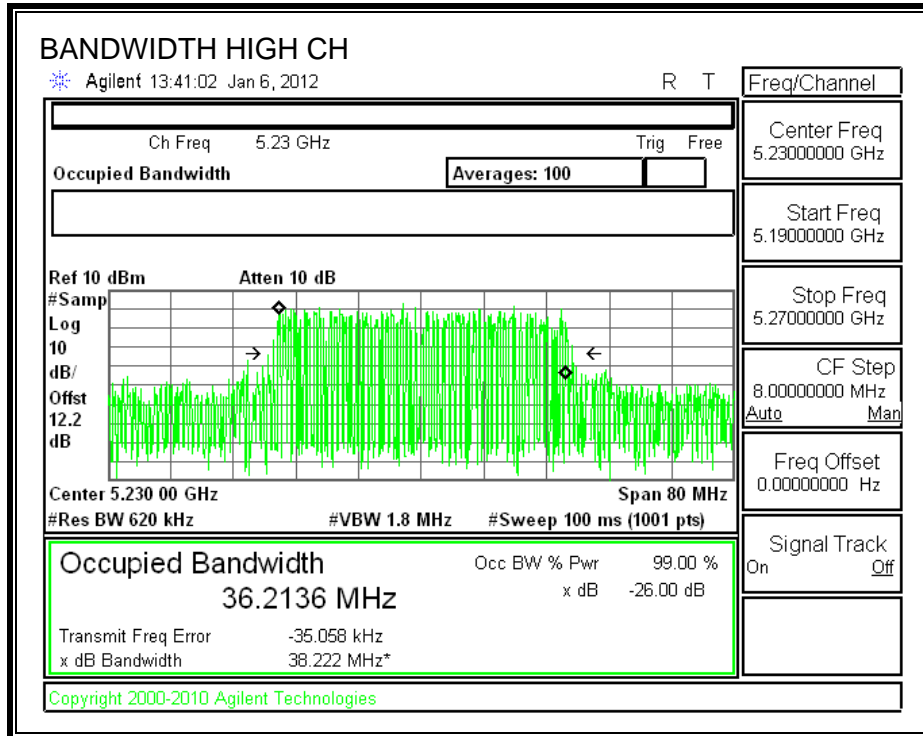 BANDWIDTH HIGH CH
Agilent 13:41:02 Jan 6, 2012 R T
Freq/Channel
Ch Freq 5.23 GHz Trig Free
Occupied Bandwidth Averages: 100
Center Freq
5.23000000 GHz
Start Freq
5.19000000 GHz
Stop Freq
5.27000000 GHz
CF Step
8.00000000 MHz
Auto Man
Freq Offset
0.00000000 Hz
Signal Track
On Off
Ref 10 dBm Atten 10 dB
#Samp
Log
10
dB/
Offst
12.2
dB
Center 5.230 00 GHz Span 80 MHz
#Res BW 620 kHz #VBW 1.8 MHz #Sweep 100 ms (1001 pts)
Occupied Bandwidth Occ BW % Pwr 99.00 %
36.2136 MHz x dB -26.00 dB
Transmit Freq Error -35.058 kHz
x dB Bandwidth 38.222 MHz*
Copyright 2000-2010 Agilent Technologies